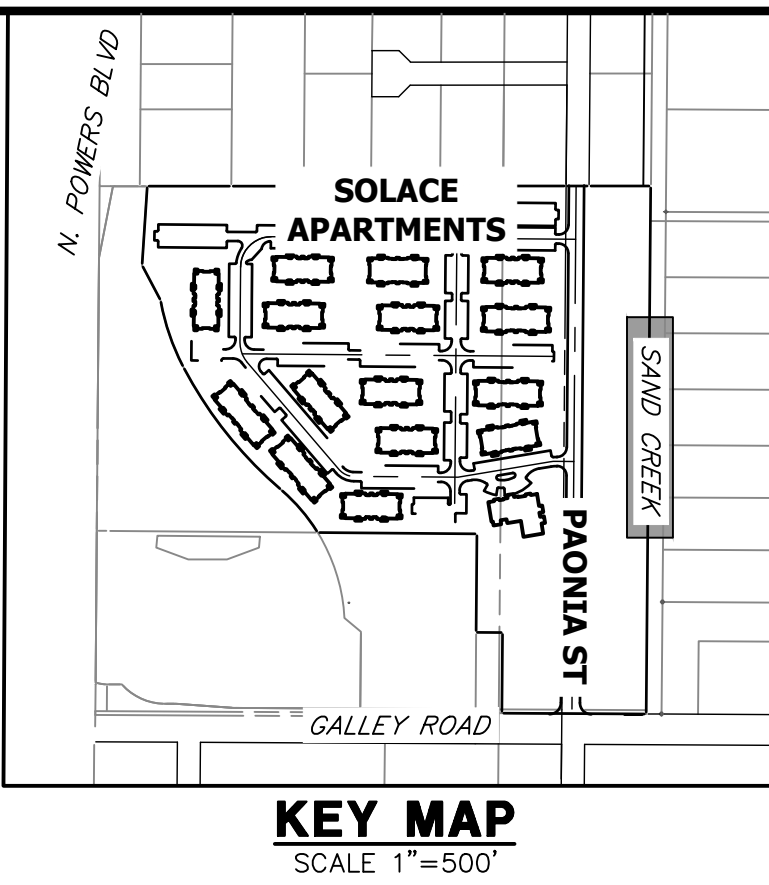 N. POWERS BLVD
SOLACE
APARTMENTS
SAND CREEK
PAONIA ST
GALLEY ROAD
KEY MAP
SCALE 1"=500'